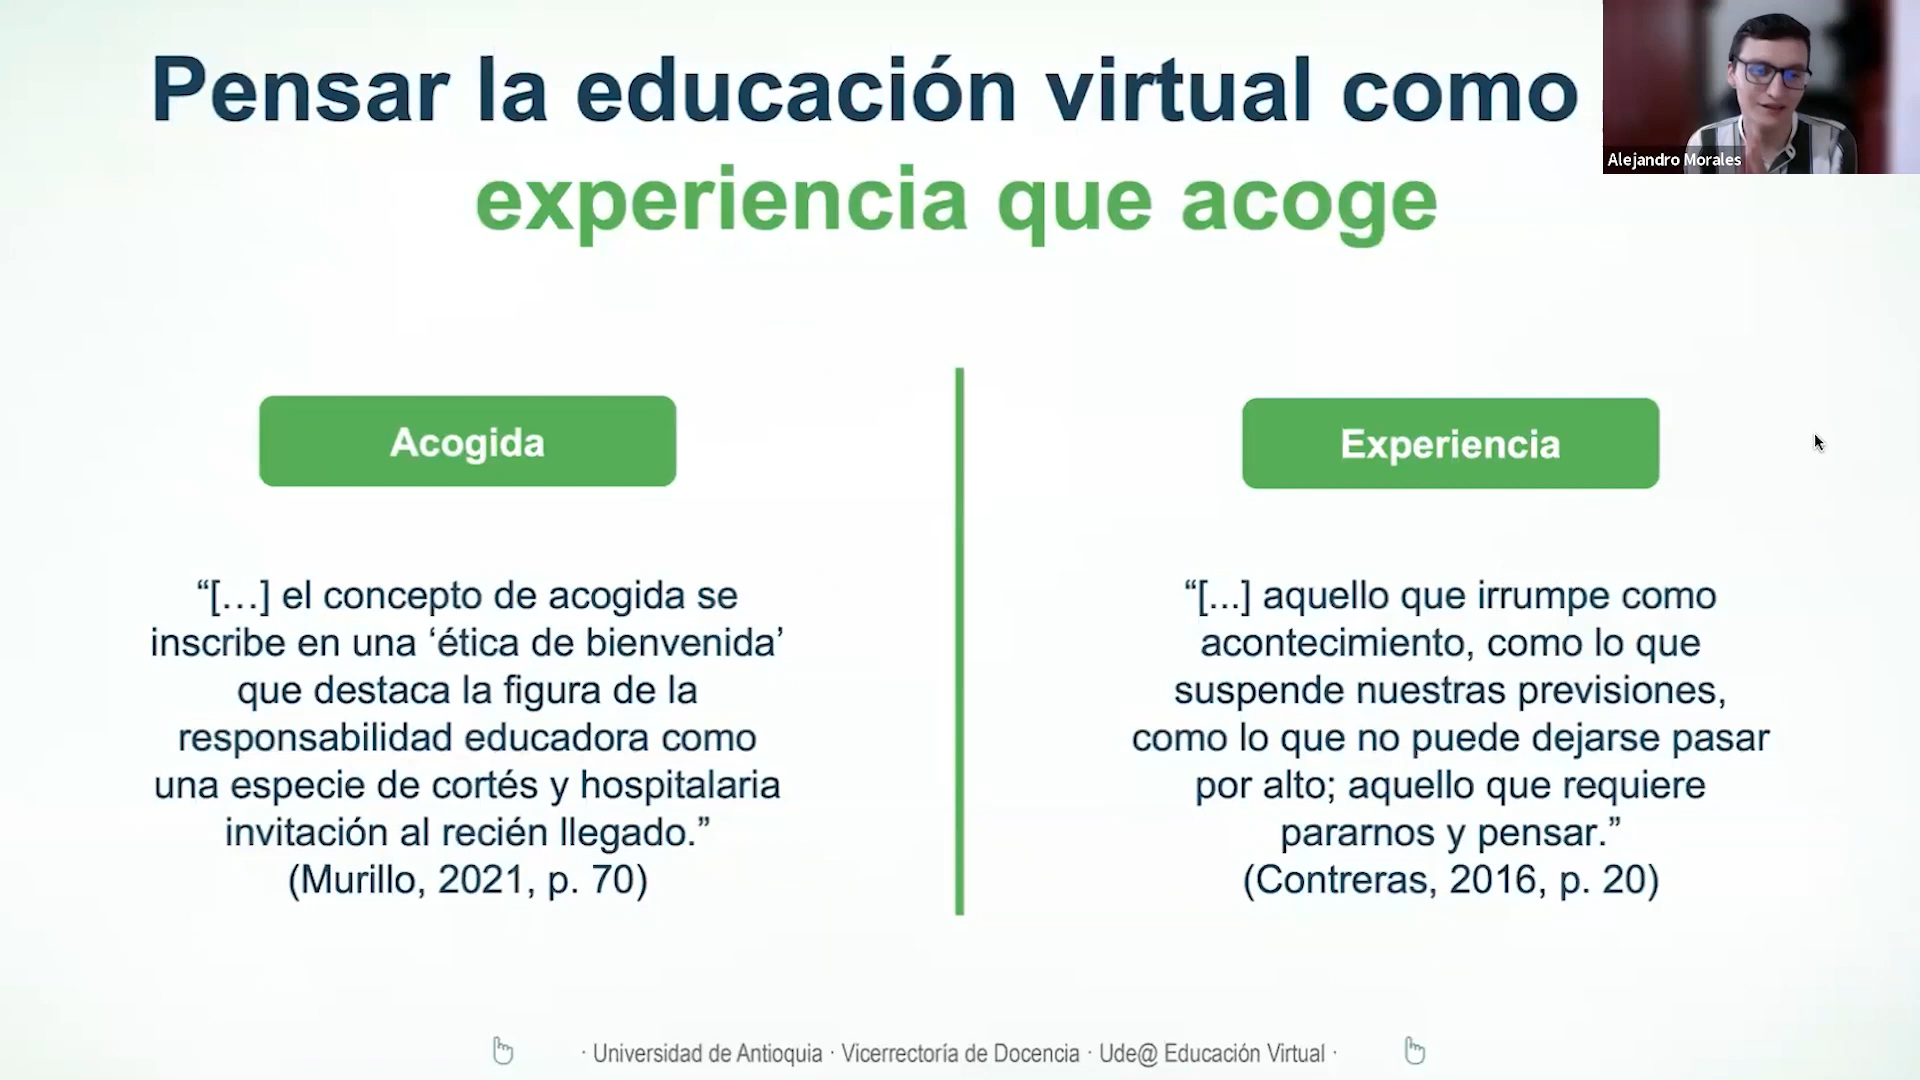 Pensar la educación virtual como
experiencia que acoge
Alejandro Morales
Acogida
“[…] el concepto de acogida se
inscribe en una ‘ética de bienvenida’
que destaca la figura de la
responsabilidad educadora como
una especie de cortés y hospitalaria
invitación al recién llegado.”
(Murillo, 2021, p. 70)
Experiencia
“[...] aquello que irrumpe como
acontecimiento, como lo que
suspende nuestras previsiones,
como lo que no puede dejarse pasar
por alto; aquello que requiere
pararnos y pensar.”
(Contreras, 2016, p. 20)
· Universidad de Antioquia · Vicerrectoría de Docencia · Ude@ Educación Virtual ·